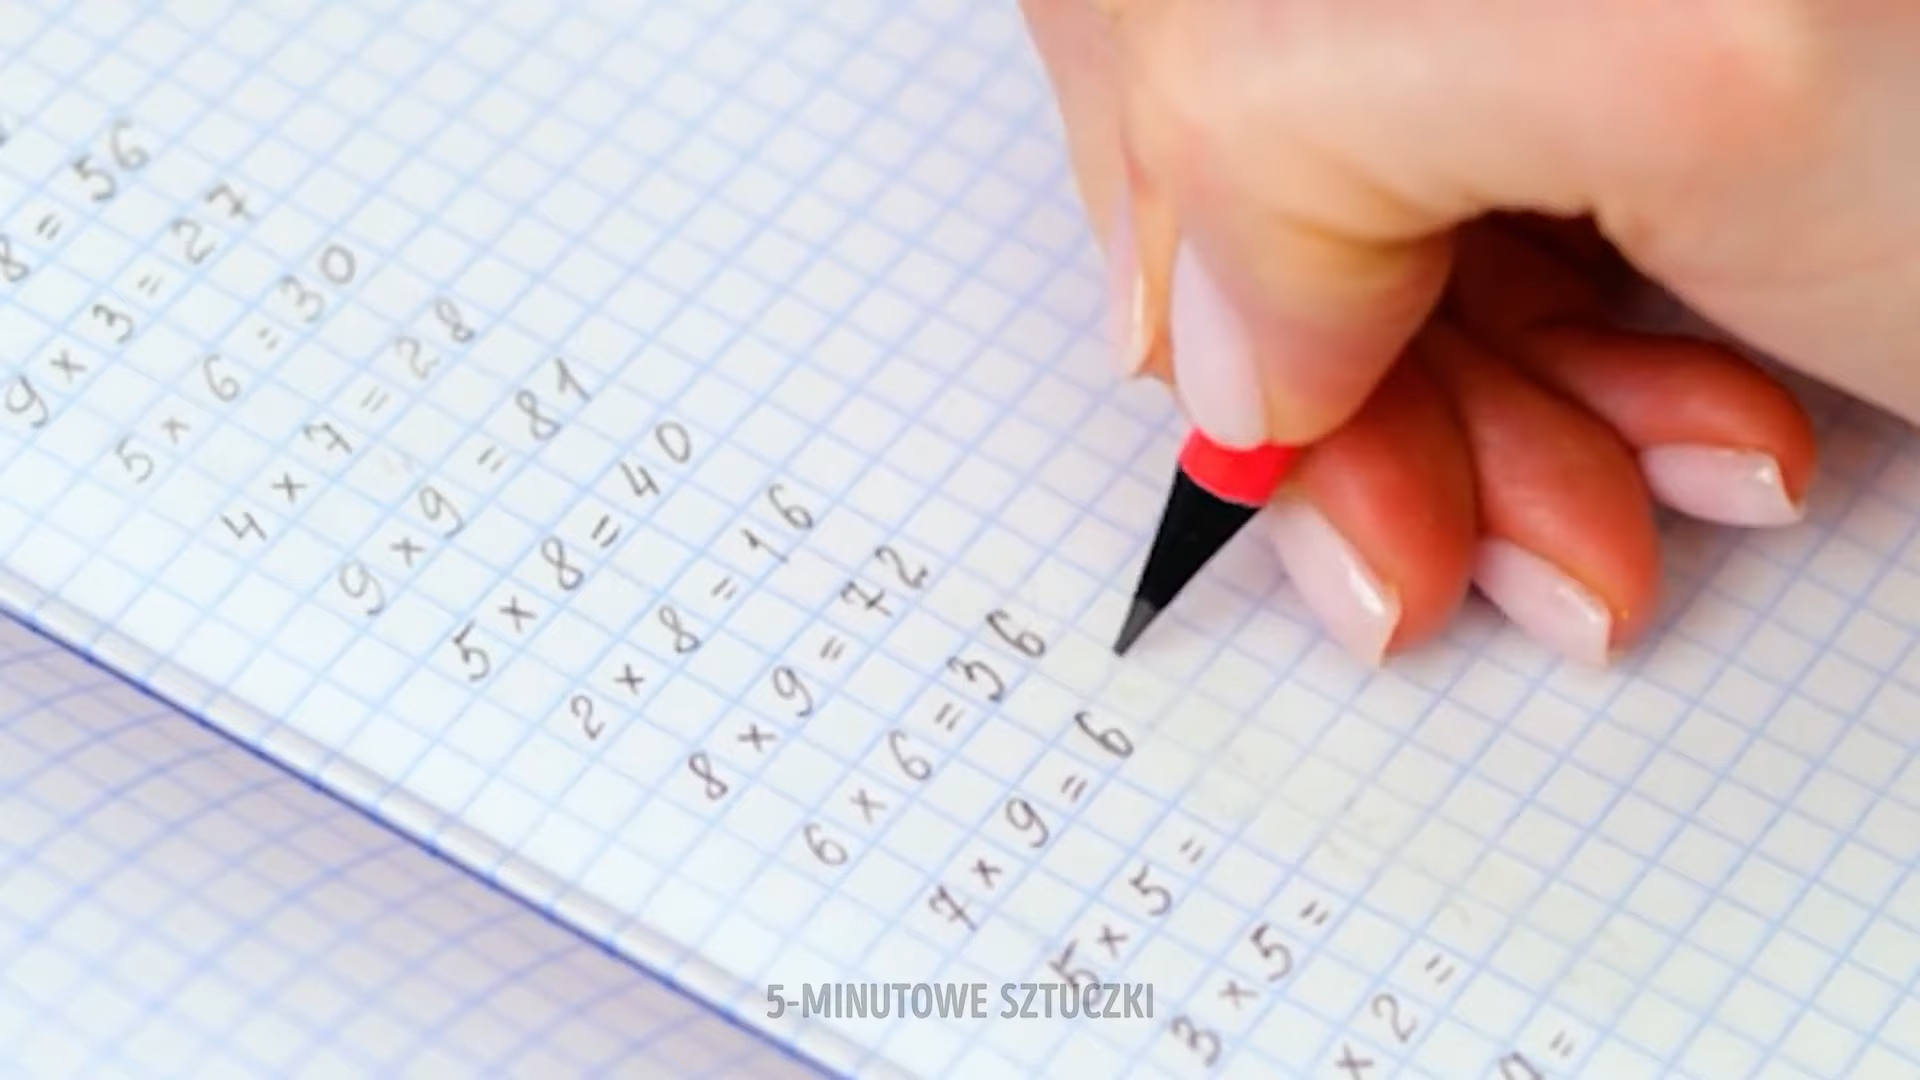 8 = 56
9 x 3 = 27
5 x 6 = 30
4 x 7 = 28
9 x 9 = 81
5 x 8 = 40
2 x 8 = 16
8 x 9 = 72
6 x 6 = 36
7 x 9 = 6
5 x 5 =
3 x 5 =
x 2 =
=
5-MINUTOWE SZTUCZKI